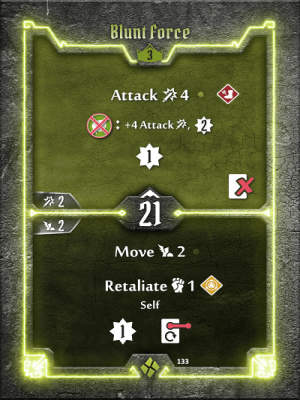 Blunt Force
3
Attack 4
: +4 Attack , 2
1
2
21
2
Move 2
Retaliate 1
Self
1
133